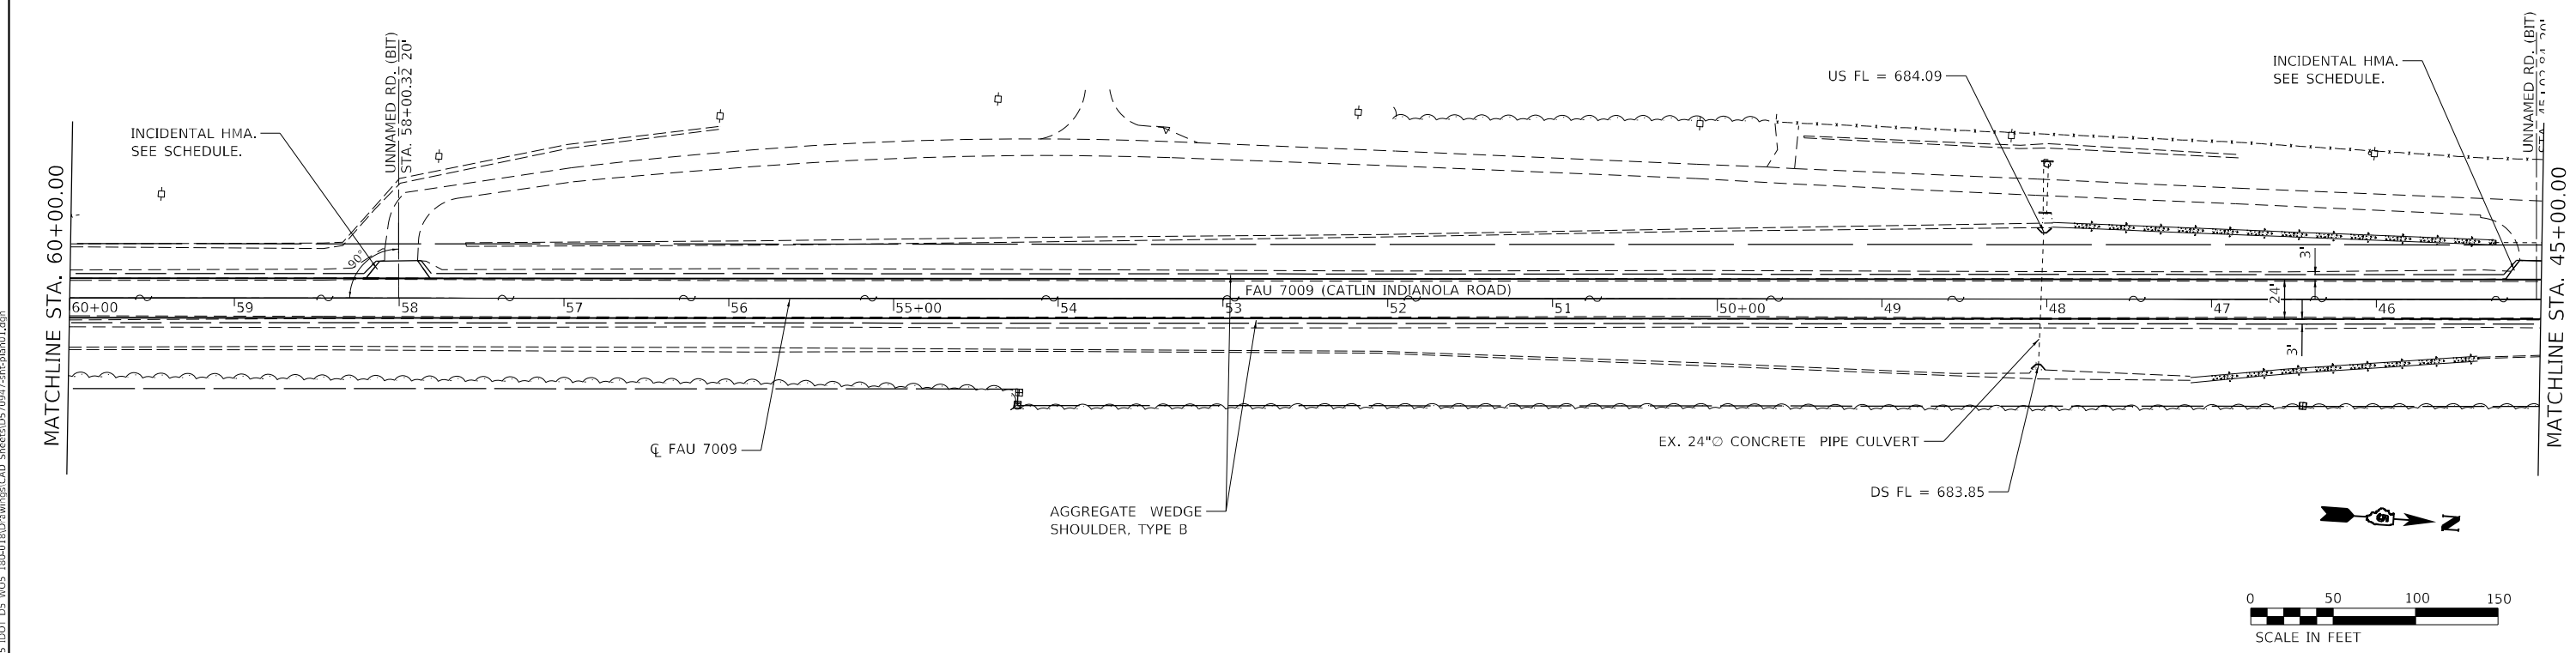 UNNAMED RD. (BIT)
STA. 58+00.32 20'
INCIDENTAL HMA.
SEE SCHEDULE.
US FL = 684.09
INCIDENTAL HMA.
SEE SCHEDULE.
UNNAMED RD. (BIT)
MATCHLINE STA. 60+00.00
MATCHLINE STA. 45+00.00
90°
3'
24'
3'
FAU 7009 (CATLIN INDIANOLA ROAD)
60+00 59 58 57 56 55+00 54 53 52 51 50+00 49 48 47 46
℄ FAU 7009
EX. 24"∅ CONCRETE PIPE CULVERT
DS FL = 683.85
AGGREGATE WEDGE
SHOULDER, TYPE B
5
N
0 50 100 150
SCALE IN FEET